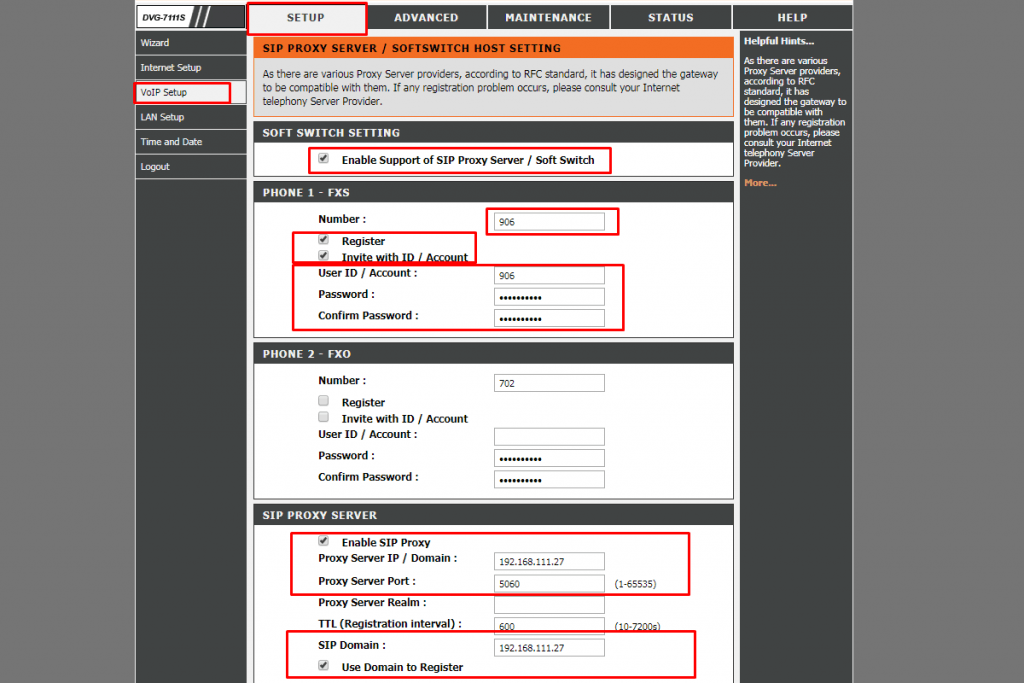 DVG-7111S
SETUP
ADVANCED
MAINTENANCE
STATUS
HELP
Wizard
Internet Setup
VoIP Setup
LAN Setup
Time and Date
Logout
SIP PROXY SERVER / SOFTSWITCH HOST SETTING
As there are various Proxy Server providers, according to RFC standard, it has designed the gateway
to be compatible with them. If any registration problem occurs, please consult your Internet
telephony Server Provider.
SOFT SWITCH SETTING
Enable Support of SIP Proxy Server / Soft Switch
PHONE 1 - FXS
Number : 906
Register
Invite with ID / Account
User ID / Account : 906
Password : ••••••••••
Confirm Password : ••••••••••
PHONE 2 - FXO
Number : 702
Register
Invite with ID / Account
User ID / Account :
Password : ••••••••••
Confirm Password : ••••••••••
SIP PROXY SERVER
Enable SIP Proxy
Proxy Server IP / Domain : 192.168.111.27
Proxy Server Port : 5060 (1-65535)
Proxy Server Realm :
TTL (Registration interval) : 600 (10-7200s)
SIP Domain : 192.168.111.27
Use Domain to Register
Helpful Hints...
As there are various
Proxy Server providers,
according to RFC
standard, it has
designed the gateway to
be compatible with
them. If any registration
problem occurs, please
consult your Internet
telephony Server
Provider.
More...